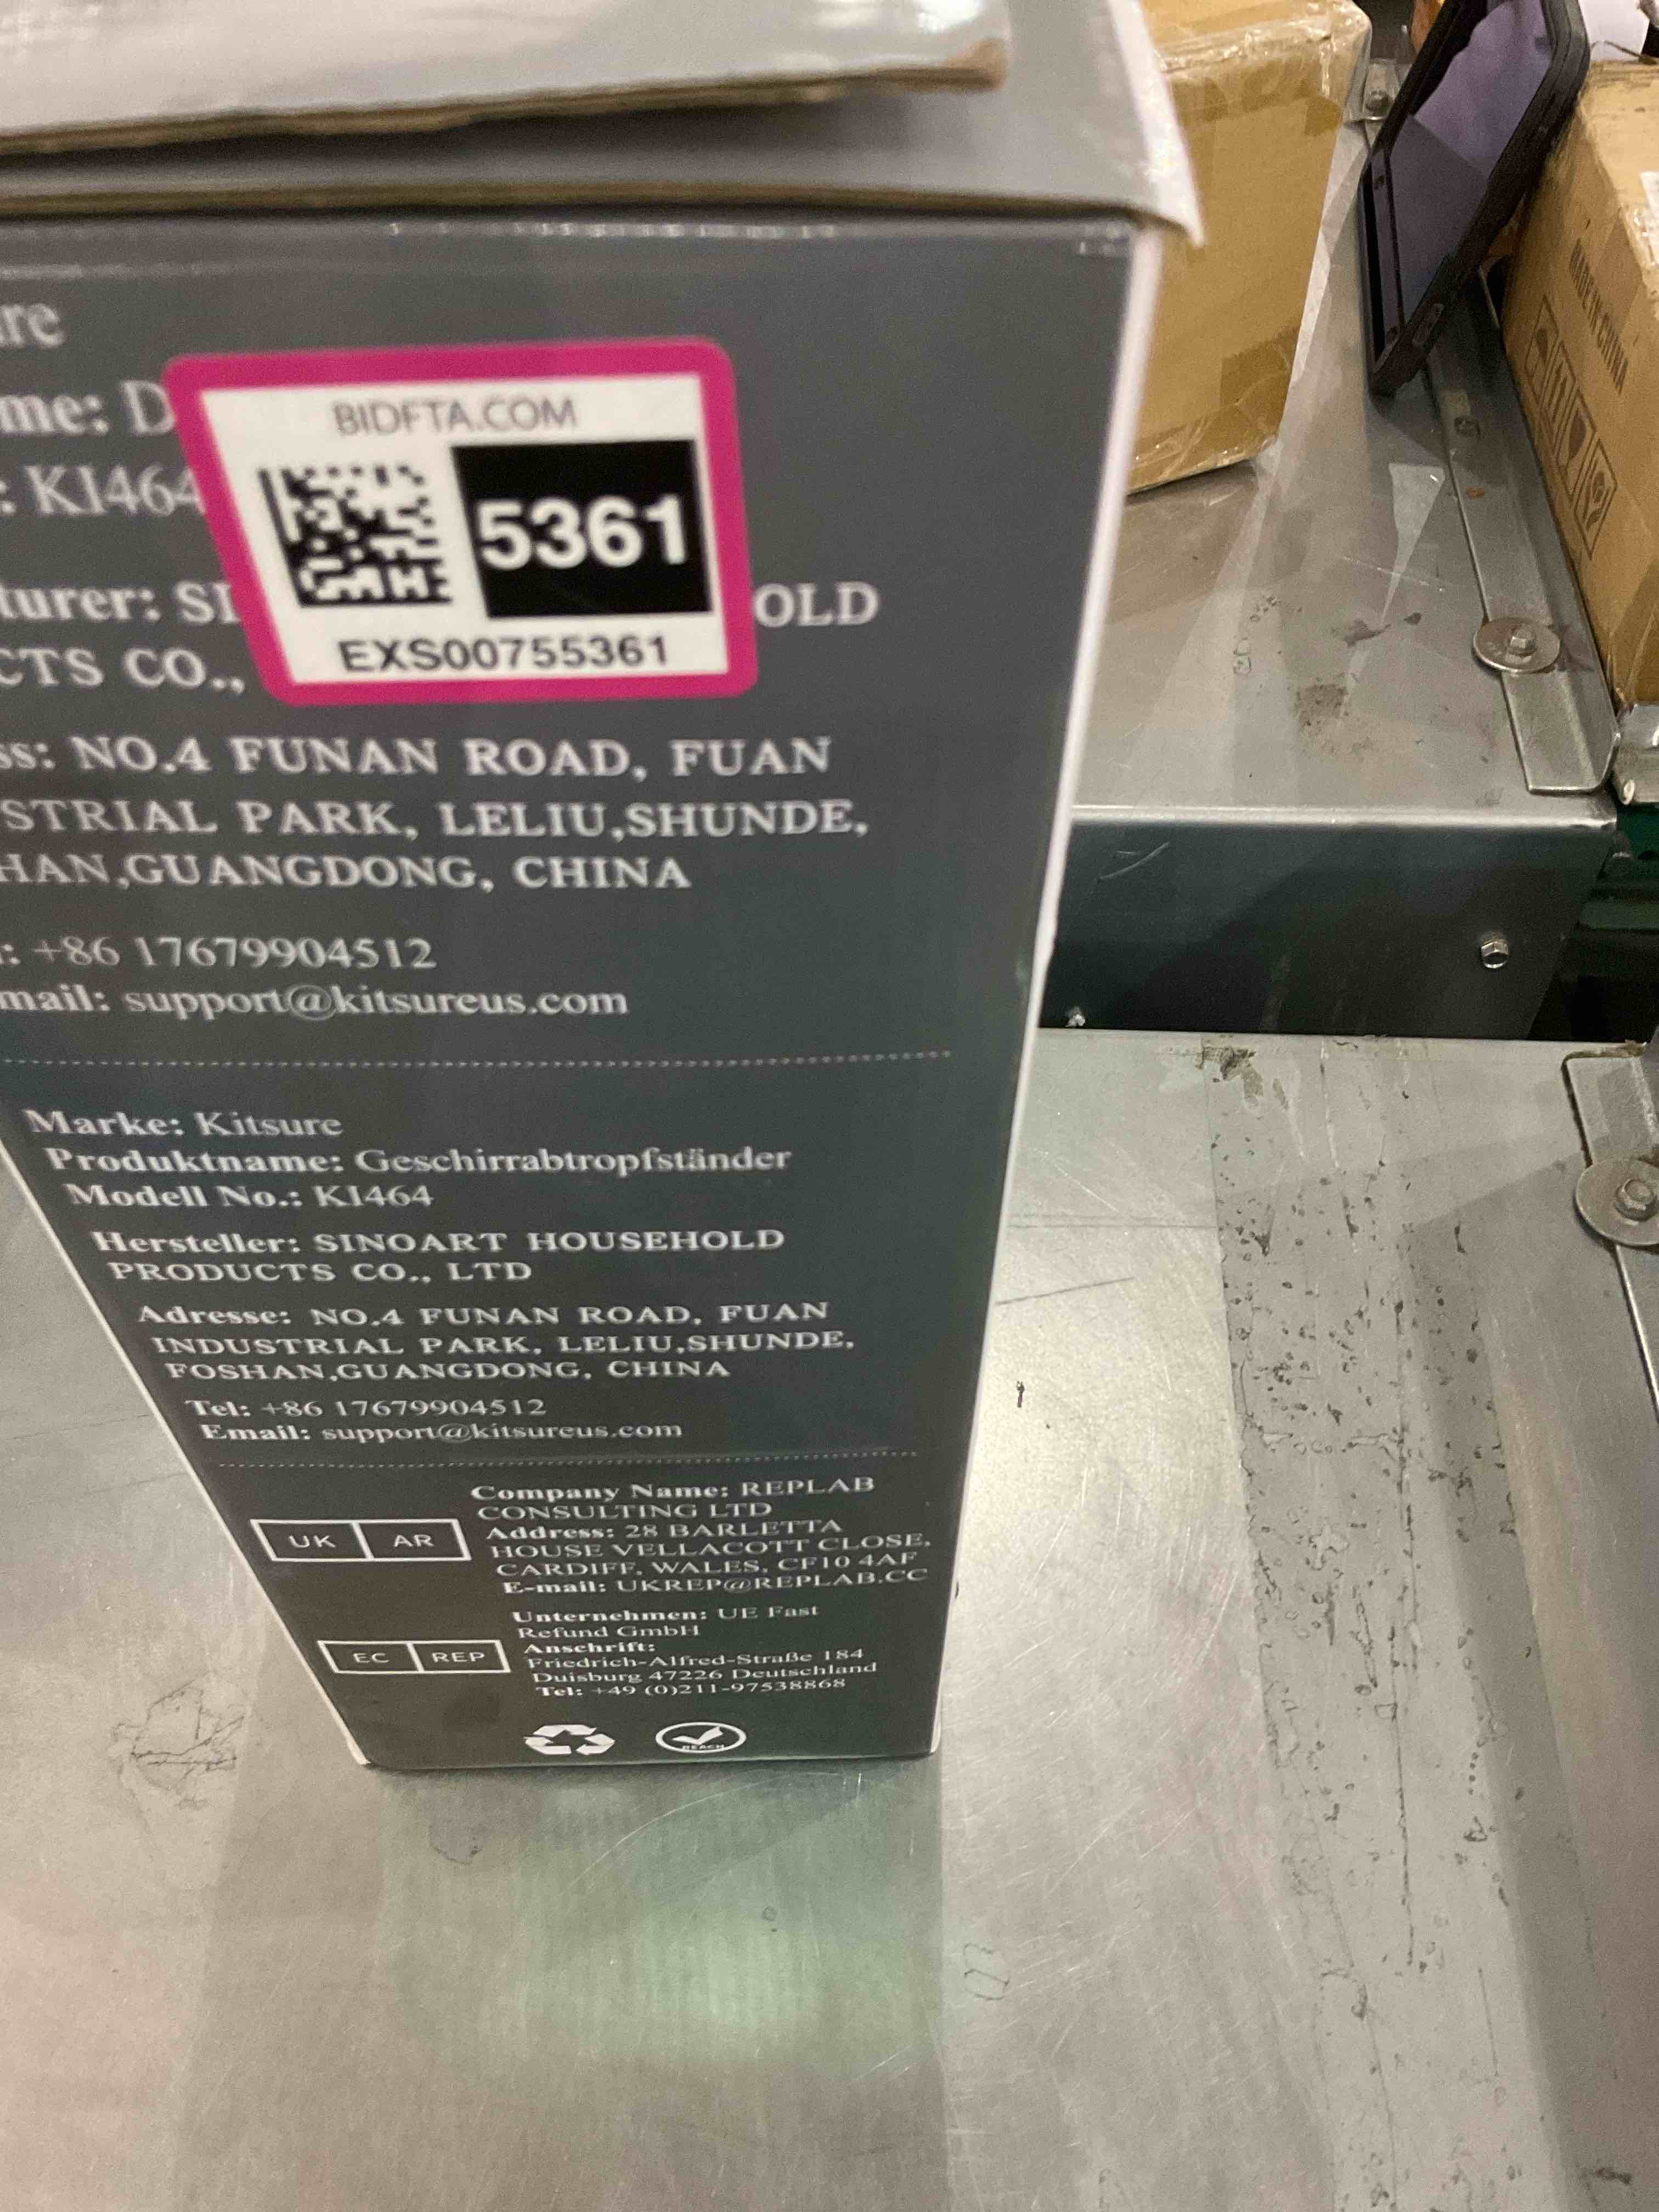 re
me: D
: KI464
BIDFTA.COM
5361
EXS00755361
turer: SI
OLD
CTS CO.,
ss: NO.4 FUNAN ROAD, FUAN
STRIAL PARK, LELIU,SHUNDE,
HAN,GUANGDONG, CHINA
: +86 17679904512
mail: support@kitsureus.com
Marke: Kitsure
Produktname: Geschirrabtropfständer
Modell No.: KI464
Hersteller: SINOART HOUSEHOLD
PRODUCTS CO., LTD
Adresse: NO.4 FUNAN ROAD, FUAN
INDUSTRIAL PARK, LELIU,SHUNDE,
FOSHAN,GUANGDONG, CHINA
Tel: +86 17679904512
Email: support@kitsureus.com
UK AR
Company Name: REPLAB
CONSULTING LTD
Address: 28 BARLETTA
HOUSE VELLACOTT CLOSE,
CARDIFF, WALES, CF10 4AF
E-mail: UKREP@REPLAB.CC
EC REP
Unternehmen: UE Fast
Refund GmbH
Anschrift:
Friedrich-Alfred-Straße 184
Duisburg 47226 Deutschland
Tel: +49 (0)211-97538868
REACH
MADE IN CHINA